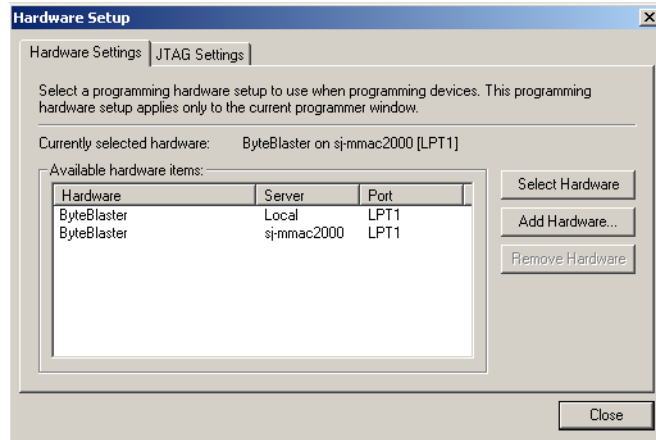 Hardware Setup
Hardware Settings JTAG Settings
Select a programming hardware setup to use when programming devices. This programming
hardware setup applies only to the current programmer window.
Currently selected hardware: ByteBlaster on sj-mmac2000 [LPT1]
Available hardware items:
Hardware Server Port
ByteBlaster Local LPT1
ByteBlaster sj-mmac2000 LPT1
Select Hardware
Add Hardware...
Remove Hardware
Close